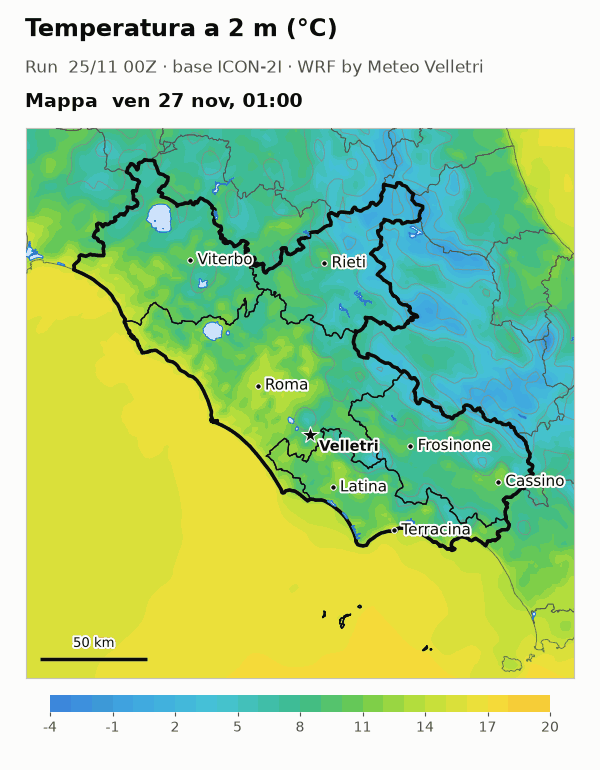 Temperatura a 2 m (°C)
Run  25/11 00Z · base ICON-2I · WRF by Meteo Velletri
Mappa  ven 27 nov, 01:00
Viterbo
Rieti
Roma
Velletri
Frosinone
Latina
Cassino
Terracina
50 km
-4 -1 2 5 8 11 14 17 20